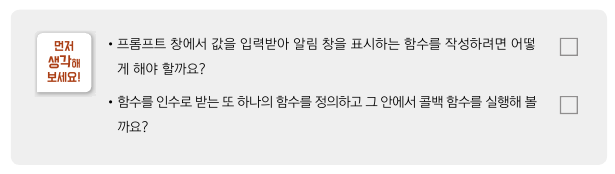 먼저
생각해
보세요!
• 프롬프트 창에서 값을 입력받아 알림 창을 표시하는 함수를 작성하려면 어떻
게 해야 할까요?
• 함수를 인수로 받는 또 하나의 함수를 정의하고 그 안에서 콜백 함수를 실행해 볼
까요?